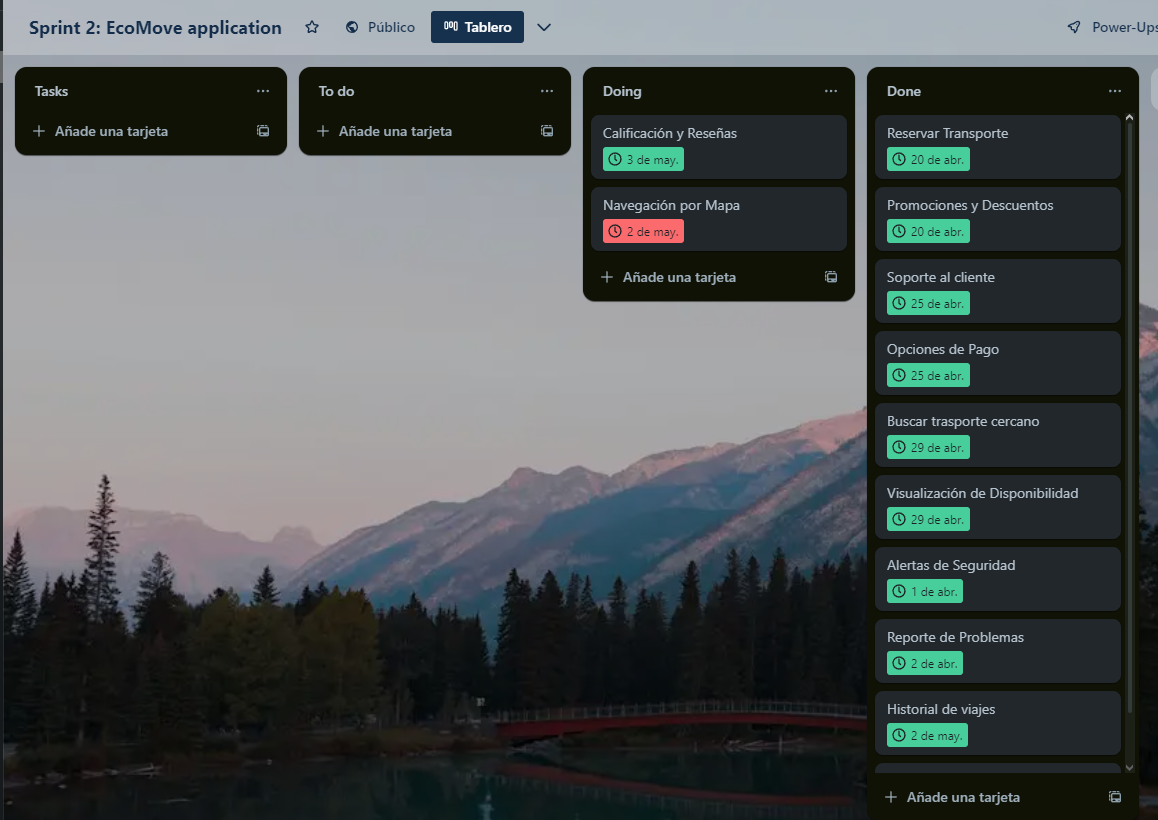 Sprint 2: EcoMove application
Público
Tablero
Power-Ups
Tasks
Añade una tarjeta
To do
Añade una tarjeta
Doing
Calificación y Reseñas
3 de may.
Navegación por Mapa
2 de may.
Añade una tarjeta
Done
Reservar Transporte
20 de abr.
Promociones y Descuentos
20 de abr.
Soporte al cliente
25 de abr.
Opciones de Pago
25 de abr.
Buscar trasporte cercano
29 de abr.
Visualización de Disponibilidad
29 de abr.
Alertas de Seguridad
1 de abr.
Reporte de Problemas
2 de abr.
Historial de viajes
2 de may.
Añade una tarjeta